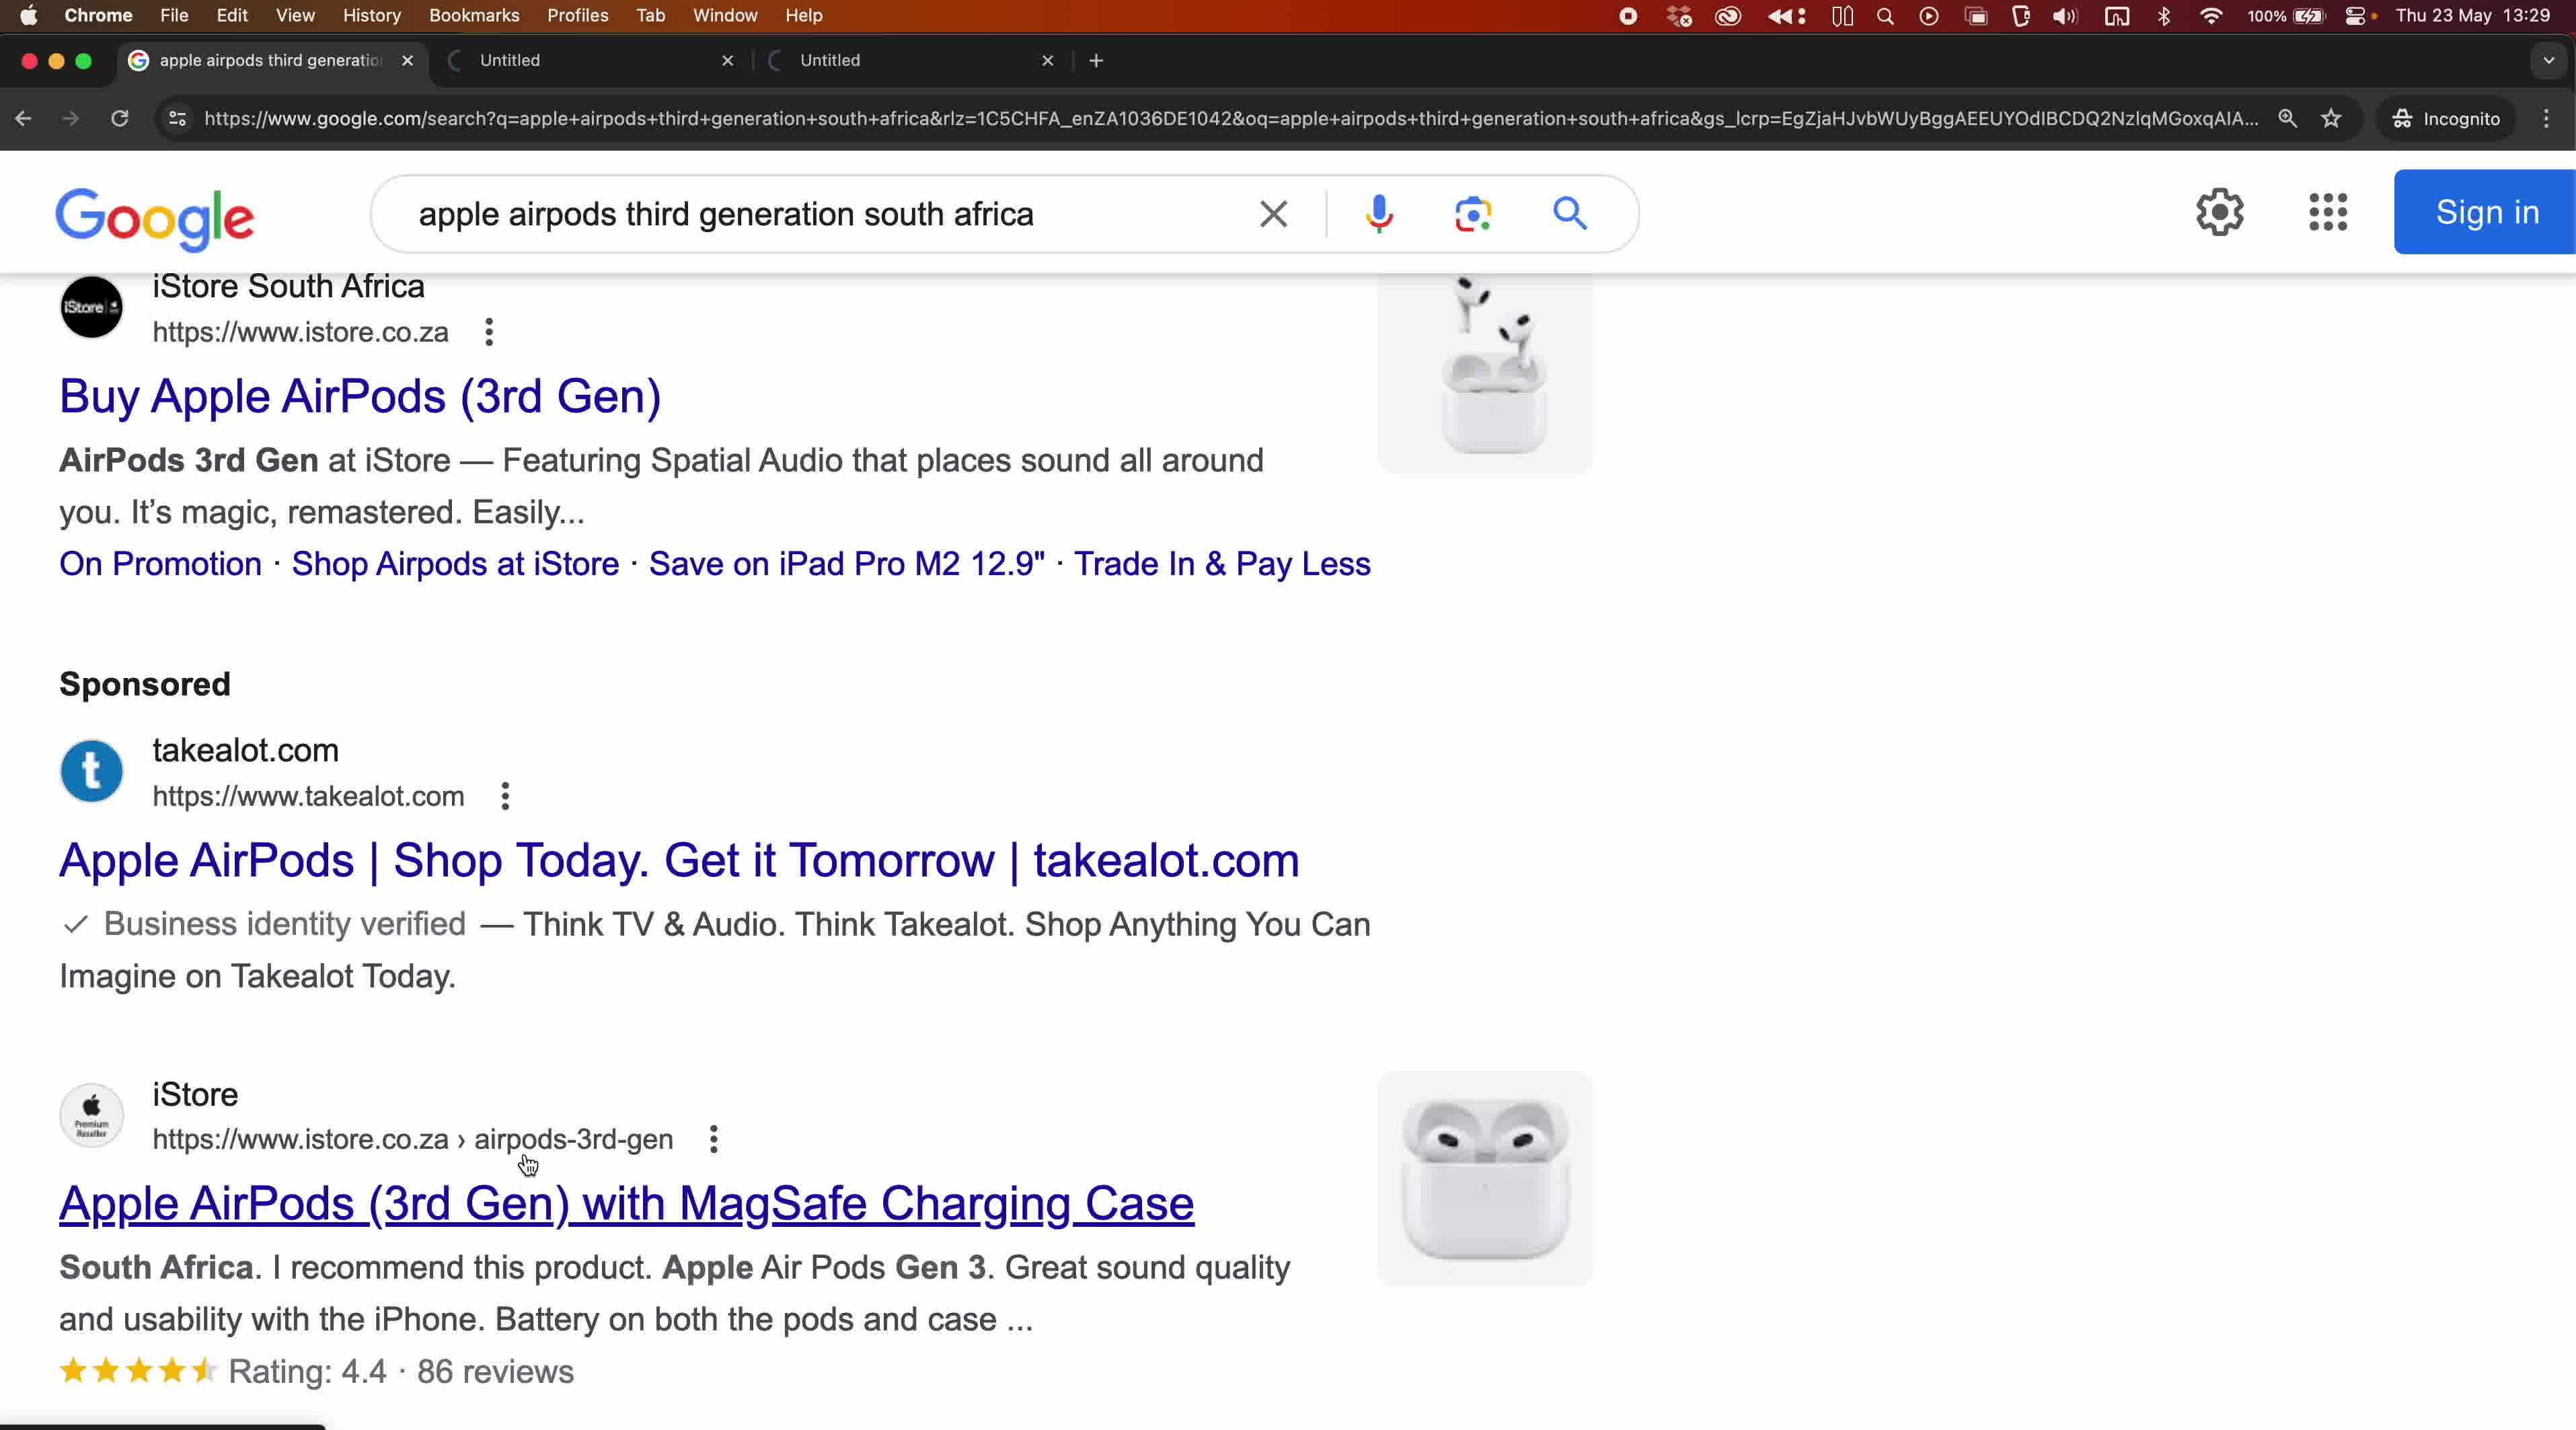 Chrome File Edit View History Bookmarks Profiles Tab Window Help 100% Thu 23 May 13:29
apple airpods third generation Untitled Untitled
https://www.google.com/search?q=apple+airpods+third+generation+south+africa&rlz=1C5CHFA_enZA1036DE1042&oq=apple+airpods+third+generation+south+africa&gs_lcrp=EgZjaHJvbWUyBggAEEUYOdIBCDQ2NzlqMGoxqAIA... Incognito
Google apple airpods third generation south africa Sign in
iStore
iStore South Africa
https://www.istore.co.za
Buy Apple AirPods (3rd Gen)
AirPods 3rd Gen at iStore — Featuring Spatial Audio that places sound all around
you. It’s magic, remastered. Easily...
On Promotion · Shop Airpods at iStore · Save on iPad Pro M2 12.9" · Trade In & Pay Less
Sponsored
t
takealot.com
https://www.takealot.com
Apple AirPods | Shop Today. Get it Tomorrow | takealot.com
Business identity verified — Think TV & Audio. Think Takealot. Shop Anything You Can
Imagine on Takealot Today.
Premium
Reseller
iStore
https://www.istore.co.za › airpods-3rd-gen
Apple AirPods (3rd Gen) with MagSafe Charging Case
South Africa. I recommend this product. Apple Air Pods Gen 3. Great sound quality
and usability with the iPhone. Battery on both the pods and case ...
Rating: 4.4 · 86 reviews